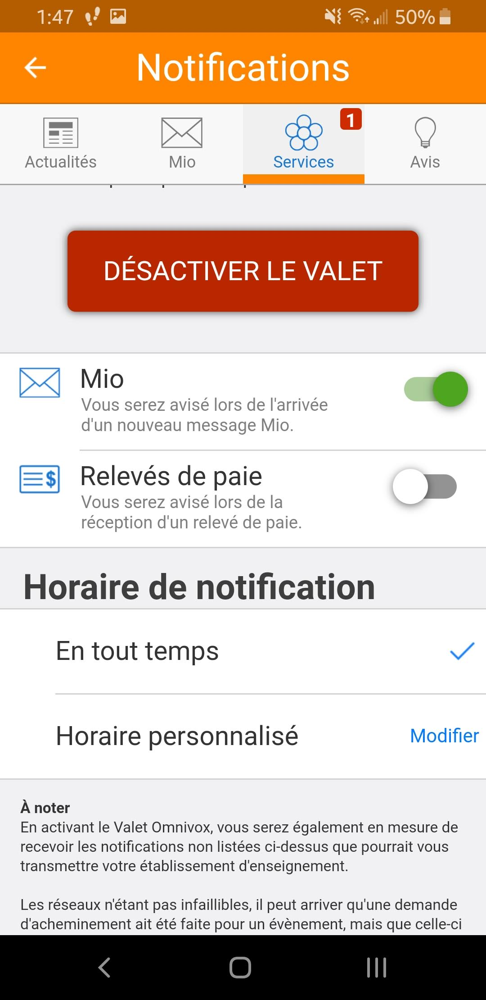 1:47
50%
Notifications
1
Actualités
Mio
Services
Avis
DÉSACTIVER LE VALET
Mio
Vous serez avisé lors de l'arrivée
d'un nouveau message Mio.
$
Relevés de paie
Vous serez avisé lors de la
réception d'un relevé de paie.
Horaire de notification
En tout temps
Horaire personnalisé
Modifier
À noter
En activant le Valet Omnivox, vous serez également en mesure de
recevoir les notifications non listées ci-dessus que pourrait vous
transmettre votre établissement d'enseignement.
Les réseaux n'étant pas infaillibles, il peut arriver qu'une demande
d'acheminement ait été faite pour un évènement, mais que celle-ci